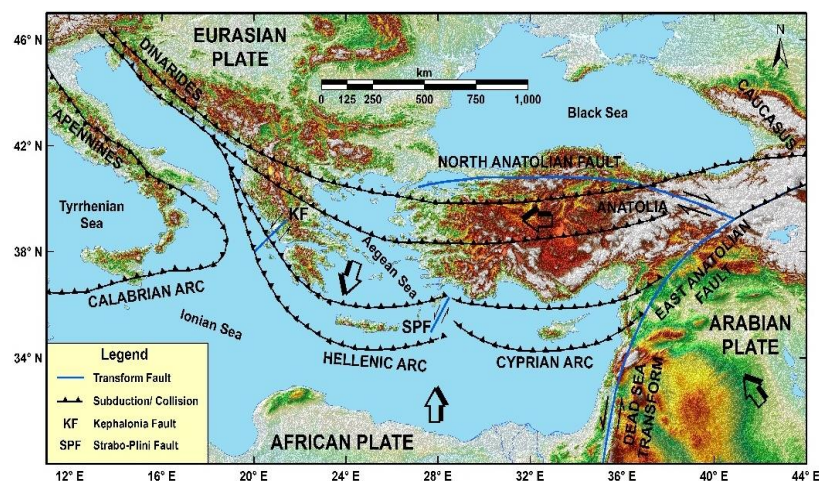 46° N
42° N
38° N
34° N
EURASIAN
PLATE
N
DINARIDES
km
0 125 250 500 750 1,000
CAUCASUS
Black Sea
APENNINES
NORTH ANATOLIAN FAULT
Tyrrhenian
Sea
KF
ANATOLIA
Aegean Sea
EAST ANATOLIAN
FAULT
CALABRIAN ARC
Ionian Sea
SPF
ARABIAN
PLATE
HELLENIC ARC
CYPRIAN ARC
DEAD SEA
TRANSFORM
AFRICAN PLATE
Legend
Transform Fault
Subduction/ Collision
KF Kephalonia Fault
SPF Strabo-Plini Fault
12° E 16° E 20° E 24° E 28° E 32° E 36° E 40° E 44° E